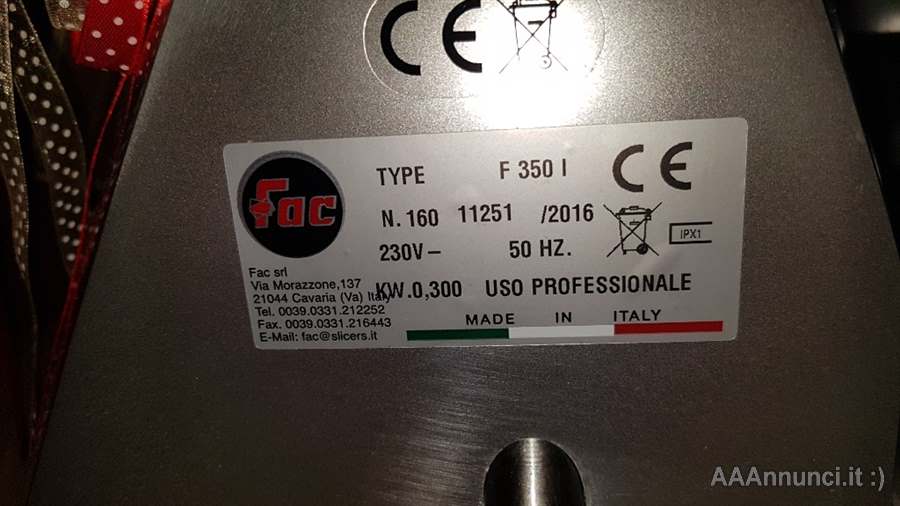 CE
Fac
TYPE F 350 I CE
N. 160 11251 /2016
IPX1
230V~ 50 HZ.
KW.0,300 USO PROFESSIONALE
MADE IN ITALY
Fac srl
Via Morazzone,137
21044 Cavaria (Va) Italy
Tel. 0039.0331.212252
Fax. 0039.0331.216443
E-Mail: fac@slicers.it
AAAnnunci.it :)